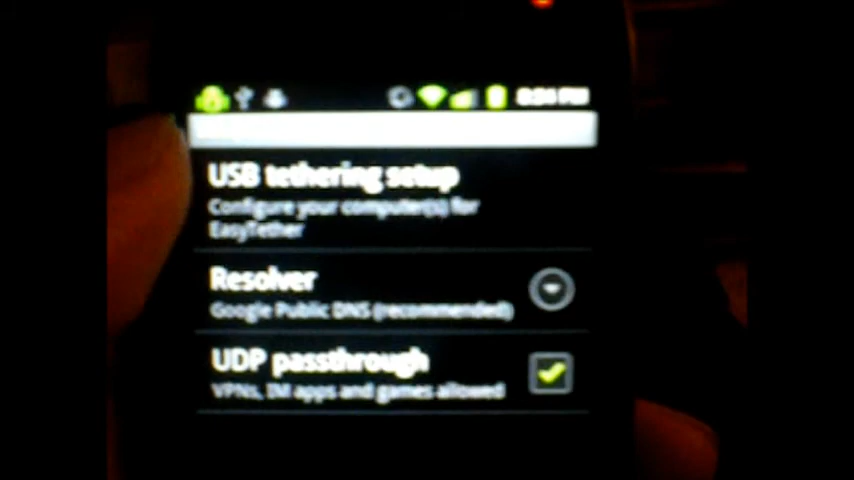 USB tethering setup
Configure your computer(s) for
EasyTether
Resolver
Google Public DNS (recommended)
UDP passthrough
VPNs, IM apps and games allowed